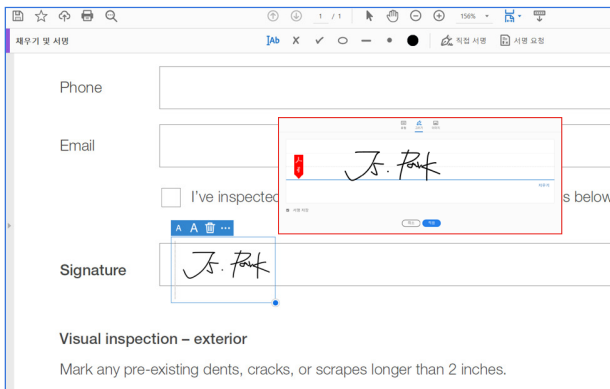 1 / 1
156%
채우기 및 서명
Ab
직접 서명
서명 요청
Phone
Email
J.S. Park
I've inspected
s below
A A
Signature
J.S. Park
Visual inspection – exterior
Mark any pre-existing dents, cracks, or scrapes longer than 2 inches.